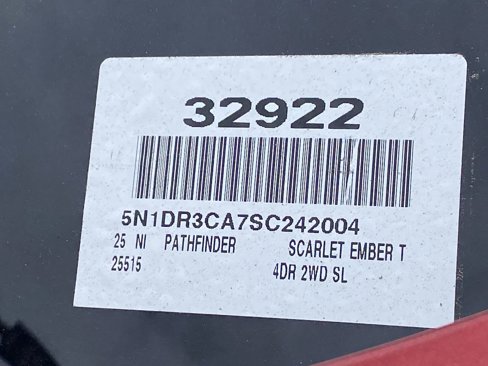 32922
5N1DR3CA7SC242004
25 NI PATHFINDER SCARLET EMBER T
25515 4DR 2WD SL